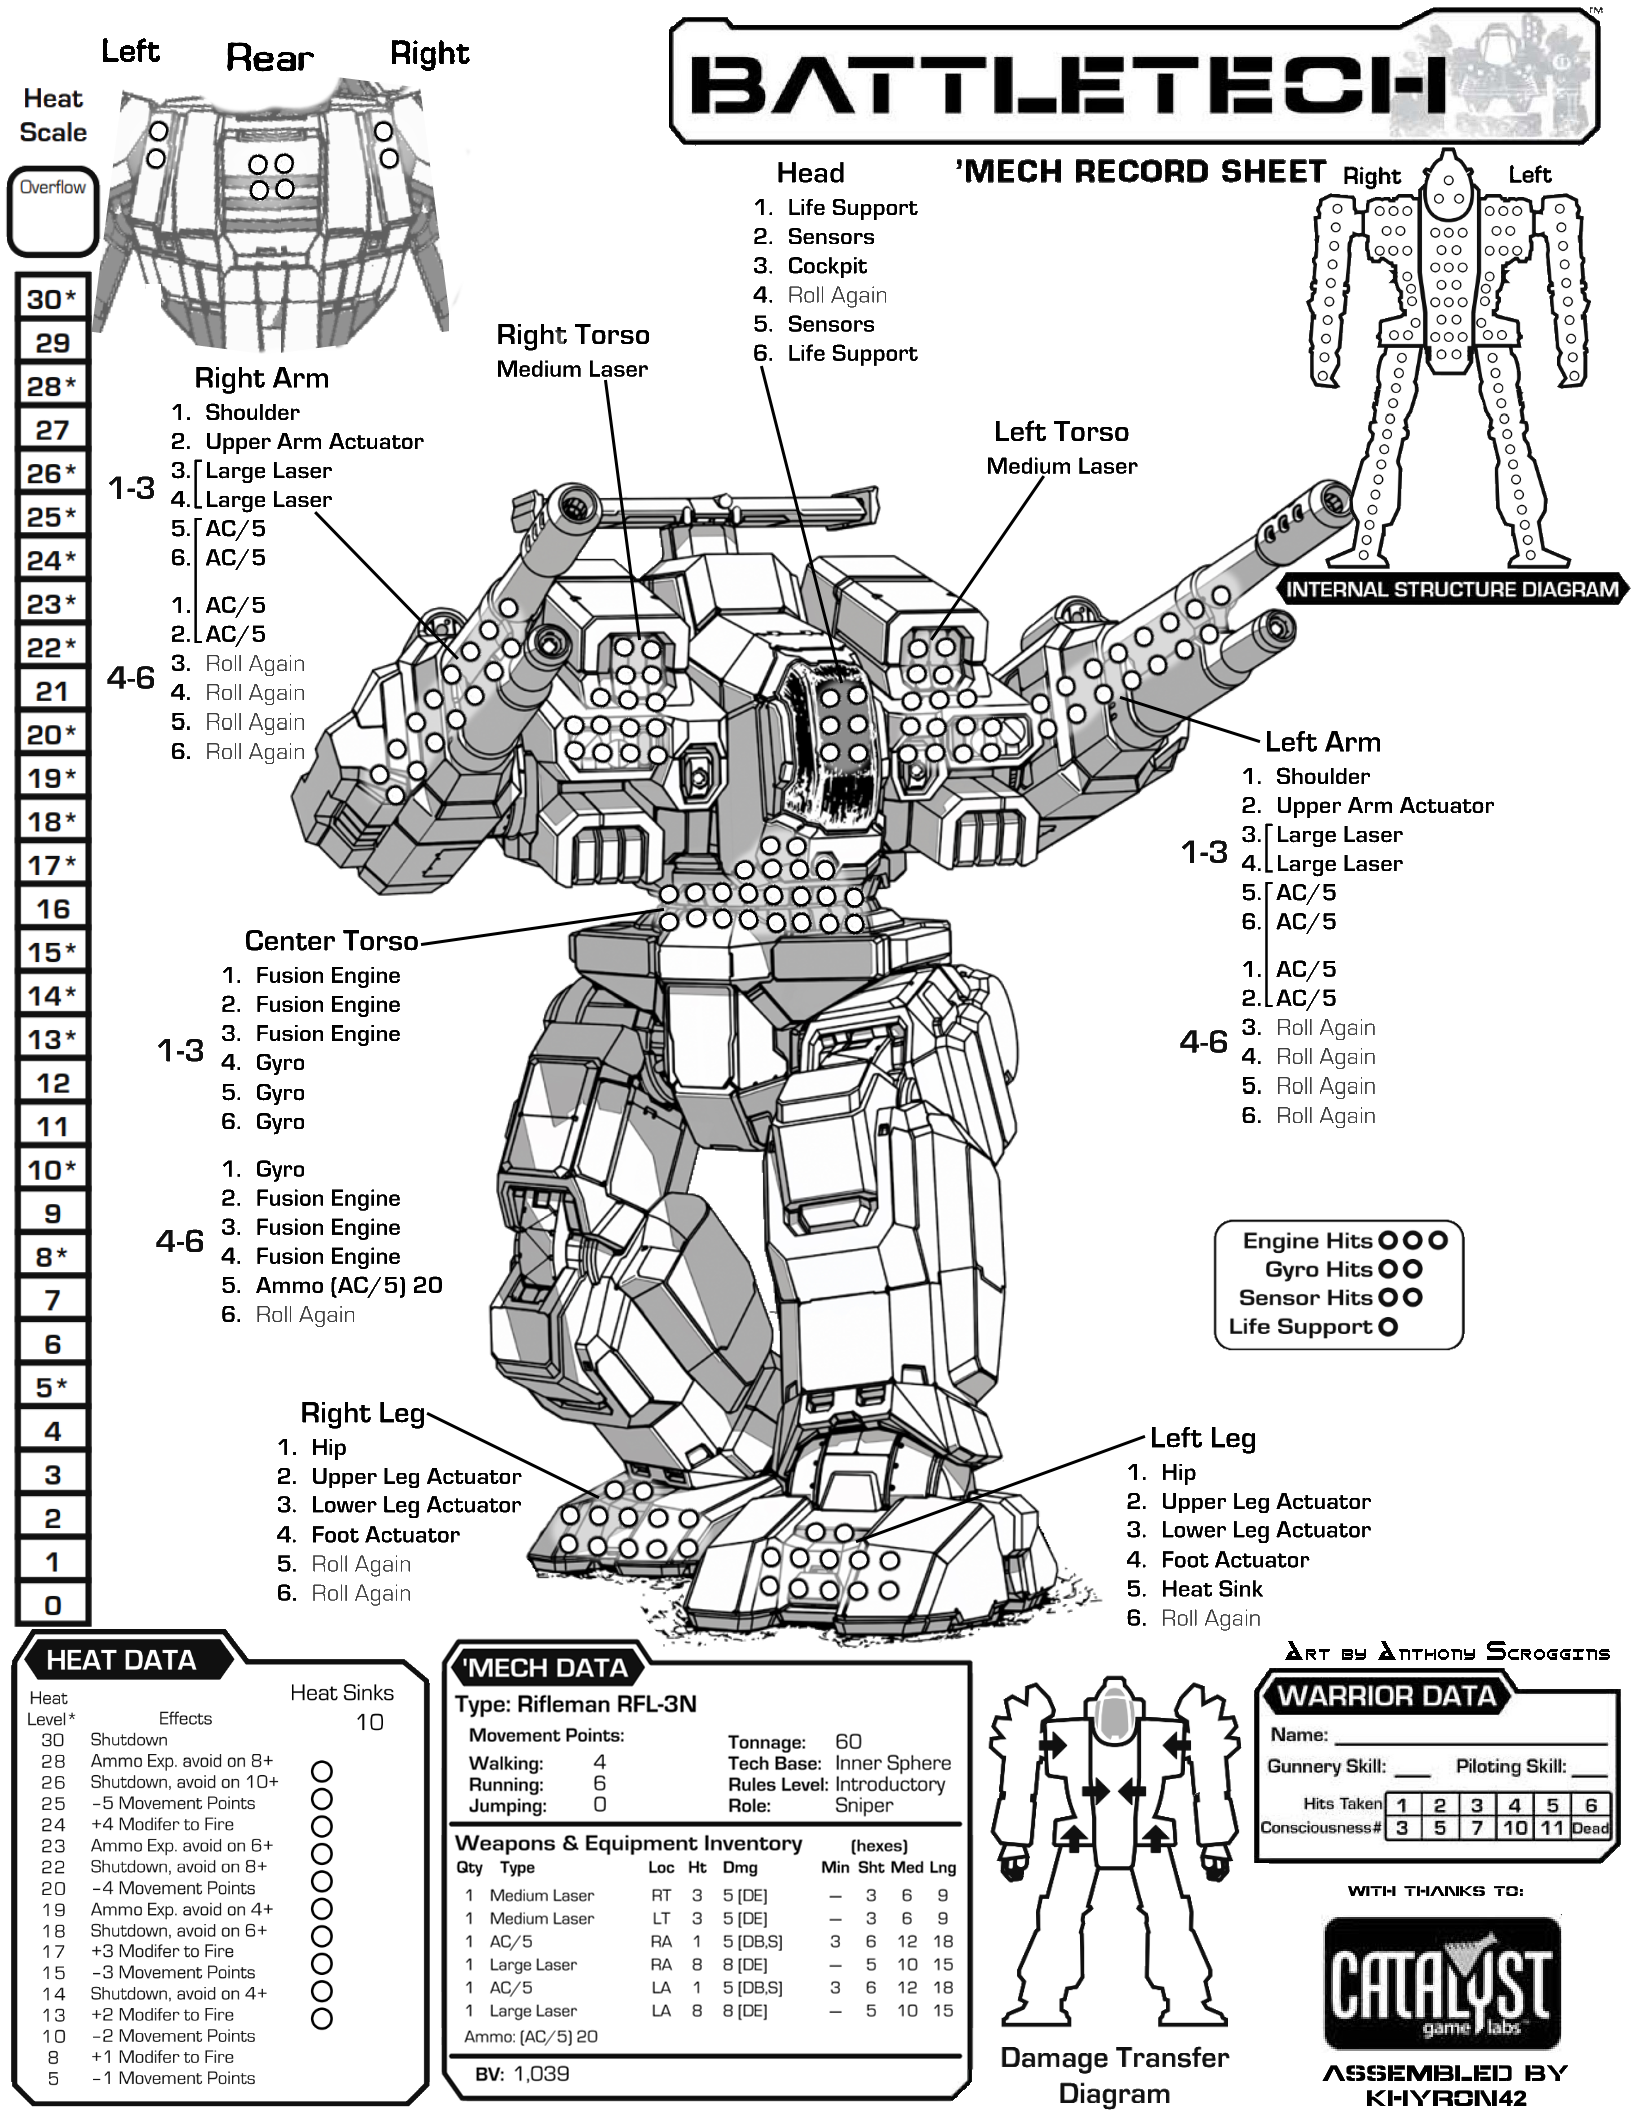 Left Rear Right
BATTLETECH™
'MECH RECORD SHEET
Heat
Scale
Overflow
30*
29
28*
27
26*
25*
24*
23*
22*
21
20*
19*
18*
17*
16
15*
14*
13*
12
11
10*
9
8*
7
6
5*
4
3
2
1
0
Head
1. Life Support
2. Sensors
3. Cockpit
4. Roll Again
5. Sensors
6. Life Support
Right Left
INTERNAL STRUCTURE DIAGRAM
Right Torso
Medium Laser
Left Torso
Medium Laser
Right Arm
1. Shoulder
2. Upper Arm Actuator
3. Large Laser
1-3
4. Large Laser
5. AC/5
6. AC/5
1. AC/5
2. AC/5
3. Roll Again
4-6
4. Roll Again
5. Roll Again
6. Roll Again
Left Arm
1. Shoulder
2. Upper Arm Actuator
3. Large Laser
1-3
4. Large Laser
5. AC/5
6. AC/5
1. AC/5
2. AC/5
3. Roll Again
4-6
4. Roll Again
5. Roll Again
6. Roll Again
Center Torso
1. Fusion Engine
2. Fusion Engine
3. Fusion Engine
1-3
4. Gyro
5. Gyro
6. Gyro
1. Gyro
2. Fusion Engine
3. Fusion Engine
4-6
4. Fusion Engine
5. Ammo (AC/5) 20
6. Roll Again
Engine Hits
Gyro Hits
Sensor Hits
Life Support
Right Leg
1. Hip
2. Upper Leg Actuator
3. Lower Leg Actuator
4. Foot Actuator
5. Roll Again
6. Roll Again
Left Leg
1. Hip
2. Upper Leg Actuator
3. Lower Leg Actuator
4. Foot Actuator
5. Heat Sink
6. Roll Again
HEAT DATA
Heat
Level* Effects
Heat Sinks
10
30 Shutdown
28 Ammo Exp. avoid on 8+
26 Shutdown, avoid on 10+
25 -5 Movement Points
24 +4 Modifer to Fire
23 Ammo Exp. avoid on 6+
22 Shutdown, avoid on 8+
20 -4 Movement Points
19 Ammo Exp. avoid on 4+
18 Shutdown, avoid on 6+
17 +3 Modifer to Fire
15 -3 Movement Points
14 Shutdown, avoid on 4+
13 +2 Modifer to Fire
10 -2 Movement Points
8 +1 Modifer to Fire
5 -1 Movement Points
'MECH DATA
Type: Rifleman RFL-3N
Movement Points:
Walking: 4
Running: 6
Jumping: 0
Tonnage: 60
Tech Base: Inner Sphere
Rules Level: Introductory
Role: Sniper
Weapons & Equipment Inventory (hexes)
Qty Type Loc Ht Dmg Min Sht Med Lng
1 Medium Laser RT 3 5 [DE] — 3 6 9
1 Medium Laser LT 3 5 [DE] — 3 6 9
1 AC/5 RA 1 5 [DB,S] 3 6 12 18
1 Large Laser RA 8 8 [DE] — 5 10 15
1 AC/5 LA 1 5 [DB,S] 3 6 12 18
1 Large Laser LA 8 8 [DE] — 5 10 15
Ammo: (AC/5) 20
BV: 1,039
Damage Transfer
Diagram
Art by Anthony Scroggins
WARRIOR DATA
Name:
Gunnery Skill: Piloting Skill:
Hits Taken 1 2 3 4 5 6
Consciousness# 3 5 7 10 11 Dead
WITH THANKS TO:
CATALYST
game labs
ASSEMBLED BY
KHYRON42